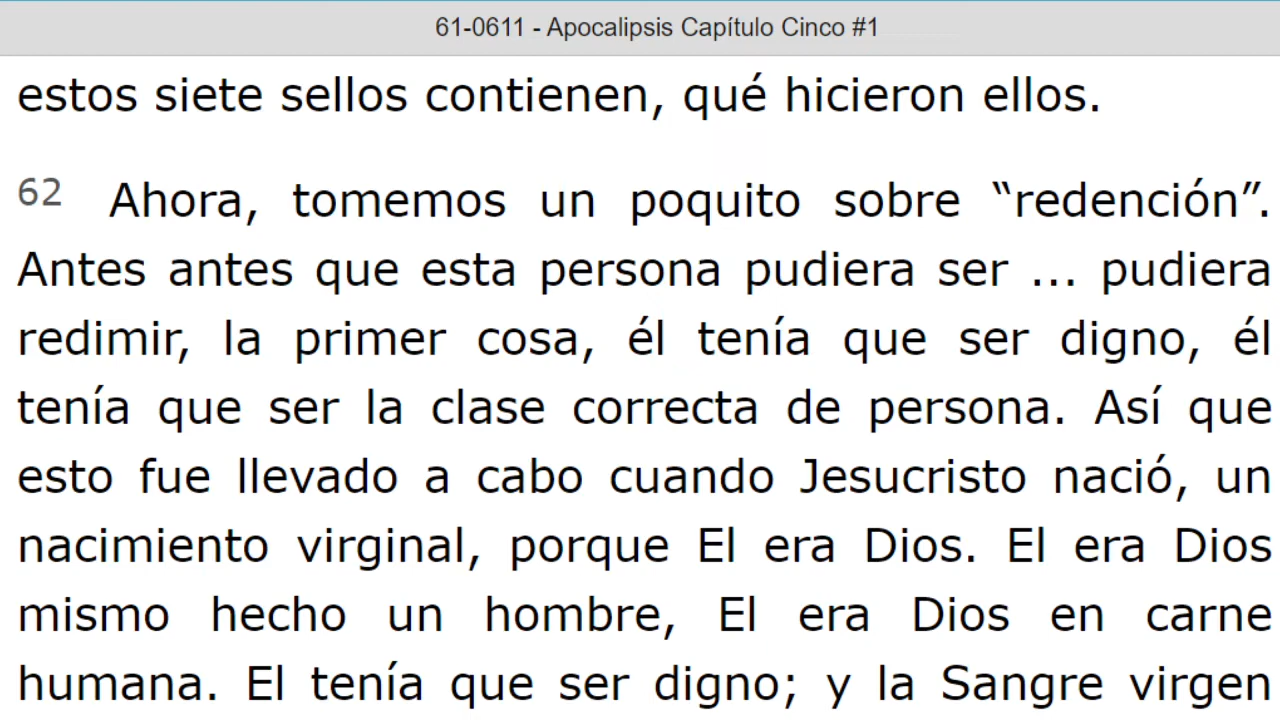 61-0611 - Apocalipsis Capítulo Cinco #1
estos siete sellos contienen, qué hicieron ellos.
62 Ahora, tomemos un poquito sobre “redención”.
Antes antes que esta persona pudiera ser ... pudiera
redimir, la primer cosa, él tenía que ser digno, él
tenía que ser la clase correcta de persona. Así que
esto fue llevado a cabo cuando Jesucristo nació, un
nacimiento virginal, porque El era Dios. El era Dios
mismo hecho un hombre, El era Dios en carne
humana. El tenía que ser digno; y la Sangre virgen